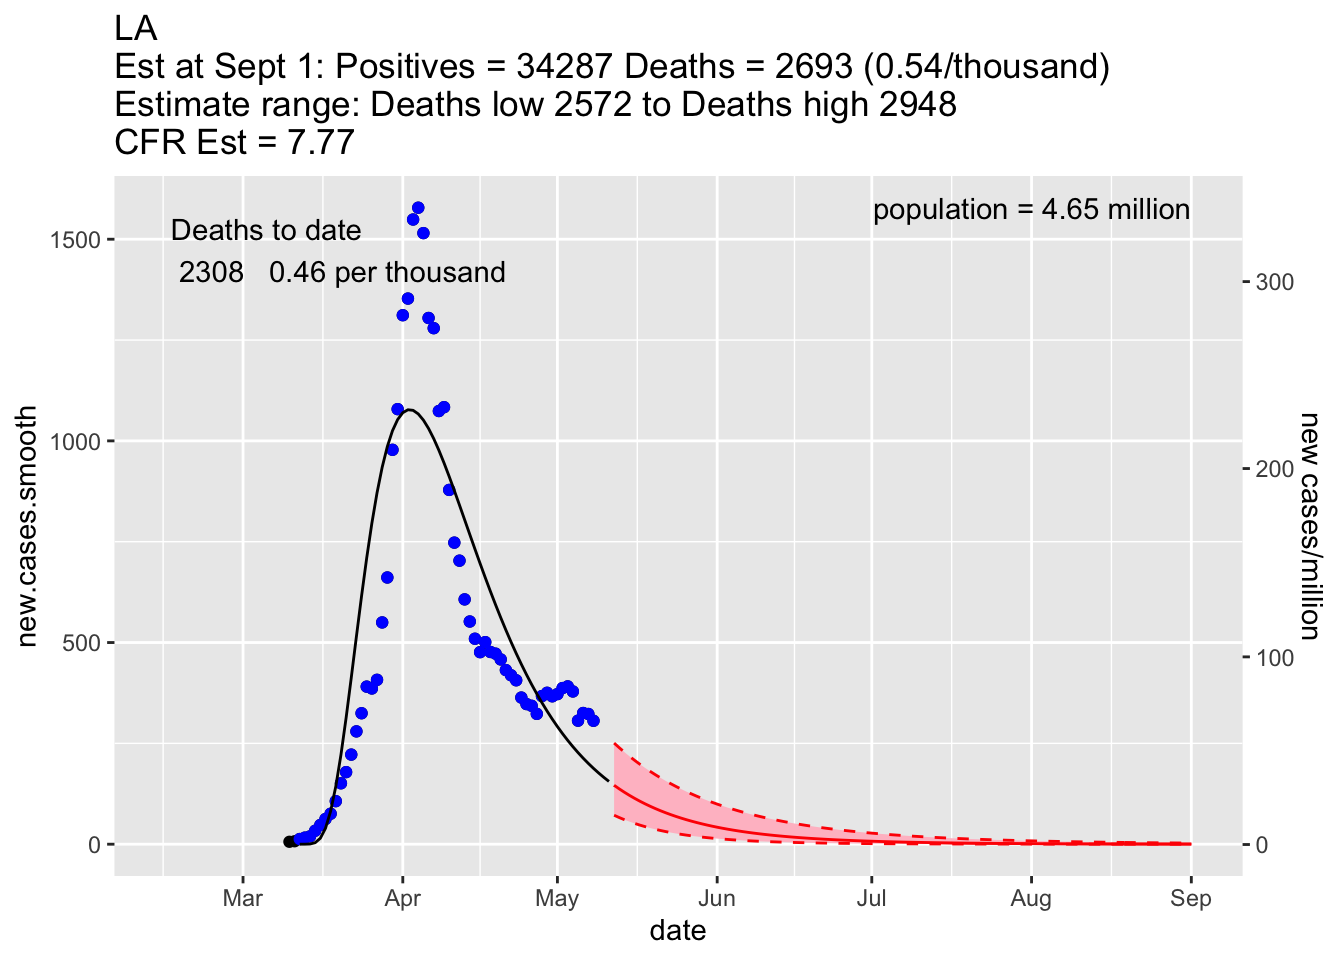 LA
Est at Sept 1: Positives = 34287 Deaths = 2693 (0.54/thousand)
Estimate range: Deaths low 2572 to Deaths high 2948
CFR Est = 7.77
Deaths to date
2308 0.46 per thousand
population = 4.65 million
new.cases.smooth
1500
1000
500
0
new cases/million
300
200
100
0
Mar Apr May Jun Jul Aug Sep
date